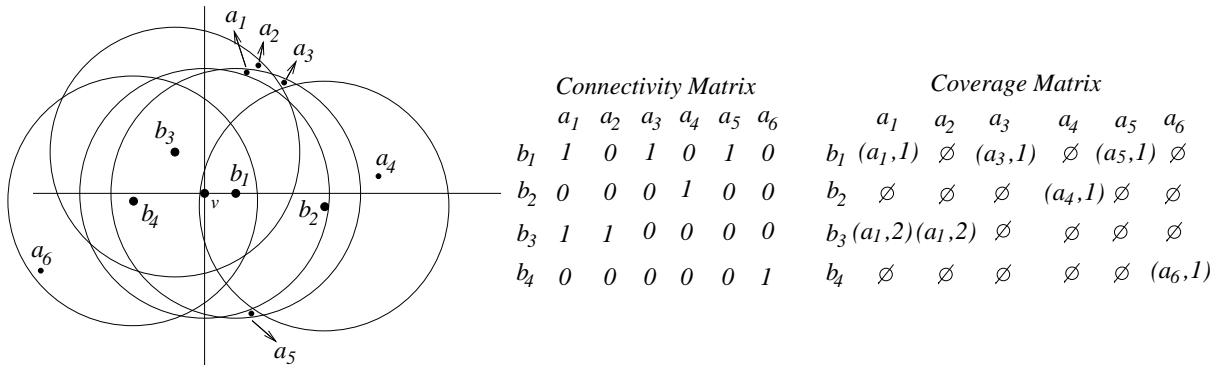 a1
a2
a3
b3
a4
b1
v
b2
b4
a6
a5
Connectivity Matrix
a1 a2 a3 a4 a5 a6
b1 1 0 1 0 1 0
b2 0 0 0 1 0 0
b3 1 1 0 0 0 0
b4 0 0 0 0 0 1
Coverage Matrix
a1 a2 a3 a4 a5 a6
b1 (a1,1) ∅ (a3,1) ∅ (a5,1) ∅
b2 ∅ ∅ ∅ (a4,1) ∅ ∅
b3 (a1,2) (a1,2) ∅ ∅ ∅ ∅
b4 ∅ ∅ ∅ ∅ ∅ (a6,1)